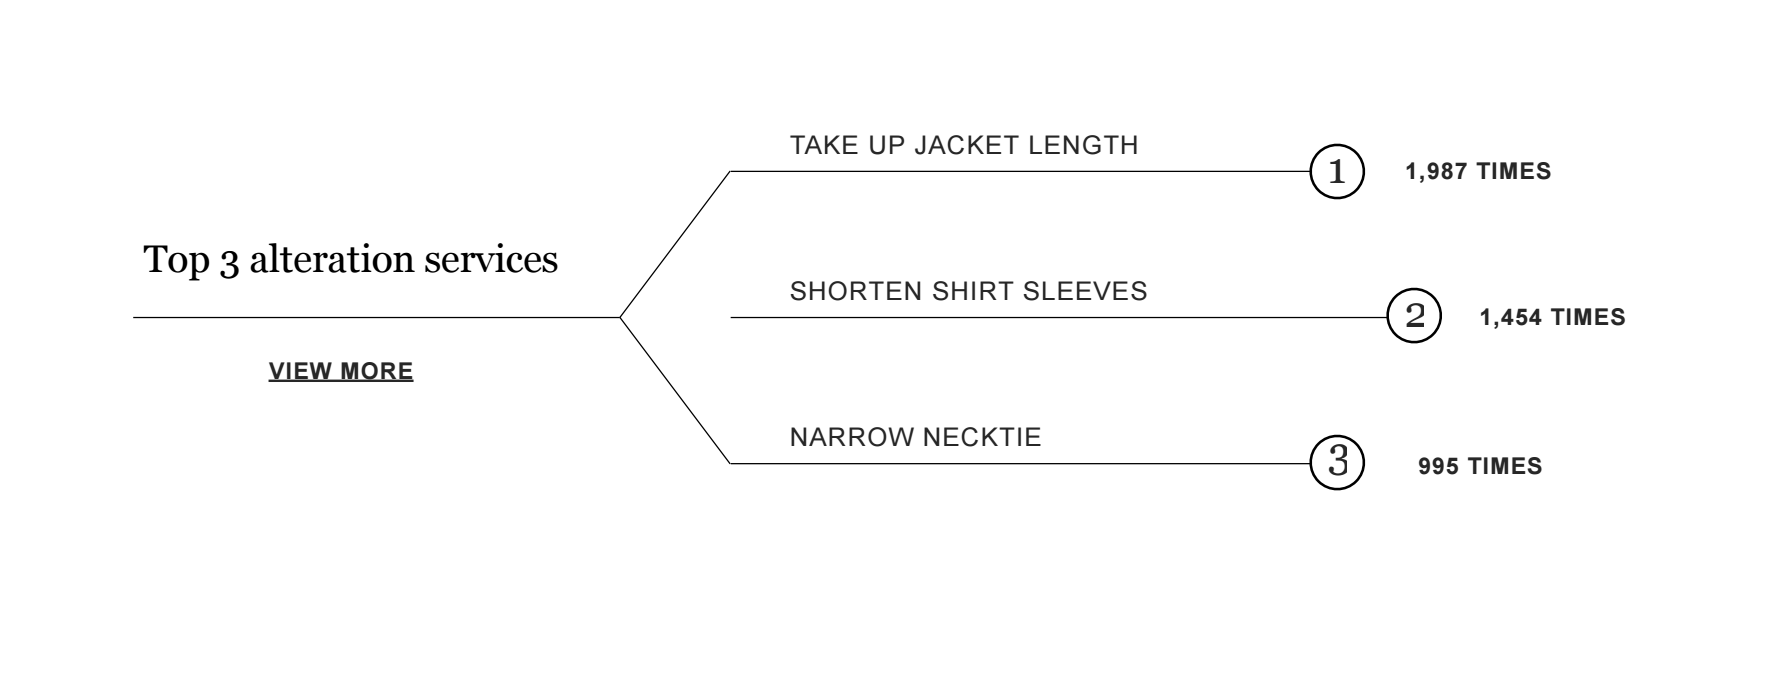 Top 3 alteration services
VIEW MORE
TAKE UP JACKET LENGTH
1
1,987 TIMES
SHORTEN SHIRT SLEEVES
2
1,454 TIMES
NARROW NECKTIE
3
995 TIMES